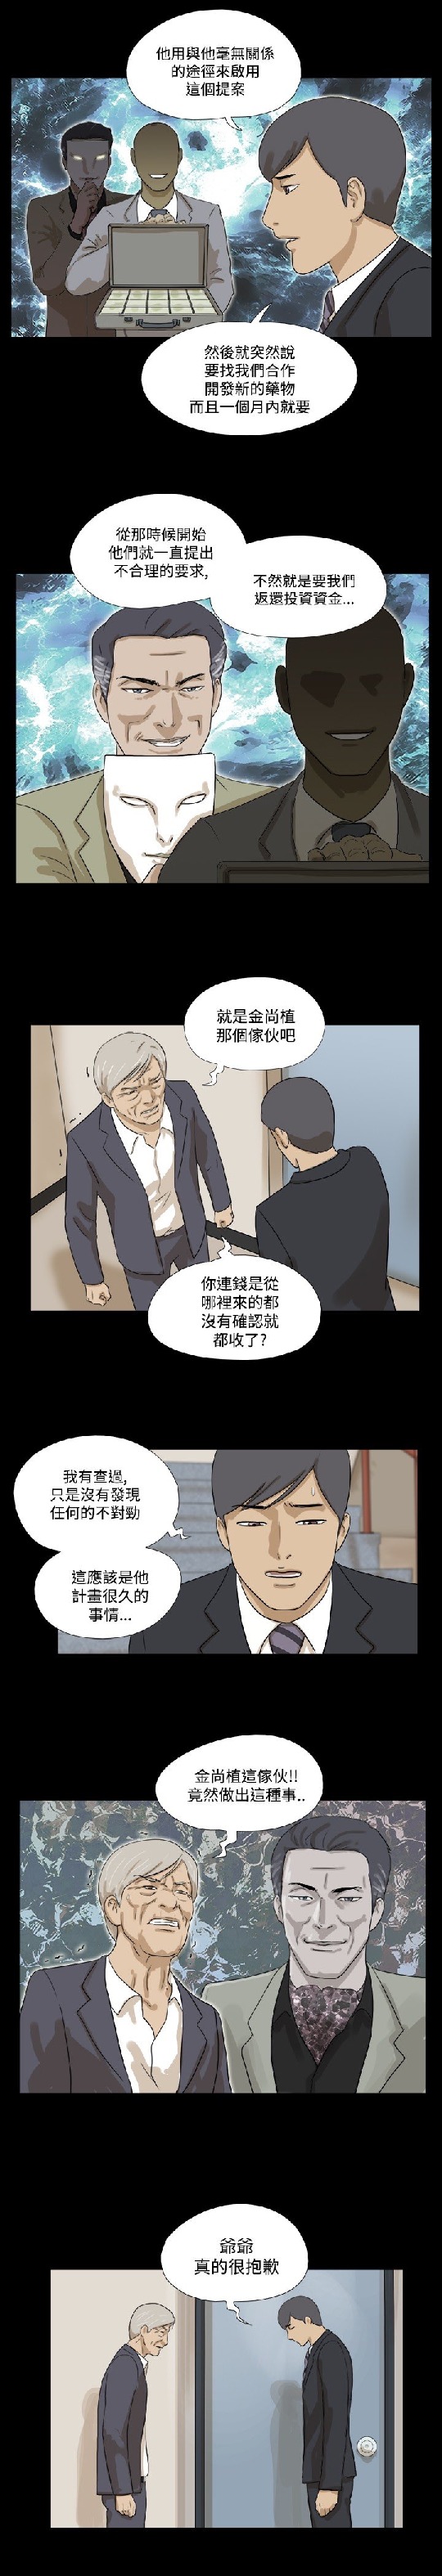 他用與他毫無關係
的途徑來啟用
這個提案
然後就突然說
要找我們合作
開發新的藥物
而且一個月內就要
從那時候開始
他們就一直提出
不合理的要求,
不然就是要我們
返還投資資金...
就是金尚植
那個傢伙吧
你連錢是從
哪裡來的都
沒有確認就
都收了?
我有查過,
只是沒有發現
任何的不對勁
這應該是他
計畫很久的
事情...
金尚植這傢伙!!
竟然做出這種事..
爺爺
真的很抱歉